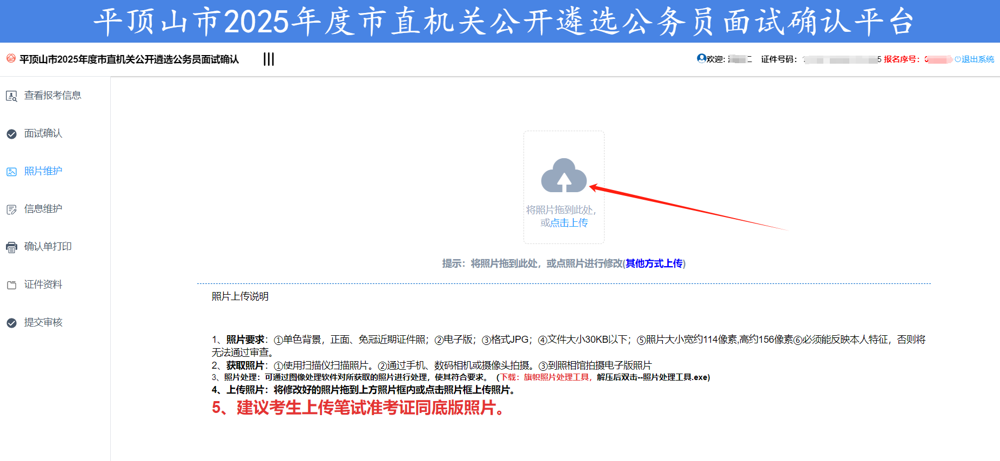 平顶山市2025年度市直机关公开遴选公务员面试确认平台
平顶山市2025年度市直机关公开遴选公务员面试确认
欢迎: 证件号码： 5 报名序号： 退出系统
查看报考信息
面试确认
照片维护
信息维护
确认单打印
证件资料
提交审核
将照片拖到此处，
或点击上传
提示：将照片拖到此处，或点照片进行修改(其他方式上传)
照片上传说明
1、照片要求：①单色背景，正面、免冠近期证件照；②电子版；③格式JPG；④文件大小30KB以下；⑤照片大小宽约114像素,高约156像素⑥必须能反映本人特征，否则将
无法通过审查。
2、获取照片：①使用扫描仪扫描照片。②通过手机、数码相机或摄像头拍摄。③到照相馆拍摄电子版照片
3、照片处理：可通过图像处理软件对所获取的照片进行处理，使其符合要求。（下载：旗帜照片处理工具，解压后双击--照片处理工具.exe)
4、上传照片：将修改好的照片拖到上方照片框内或点击照片框上传照片。
5、建议考生上传笔试准考证同底版照片。